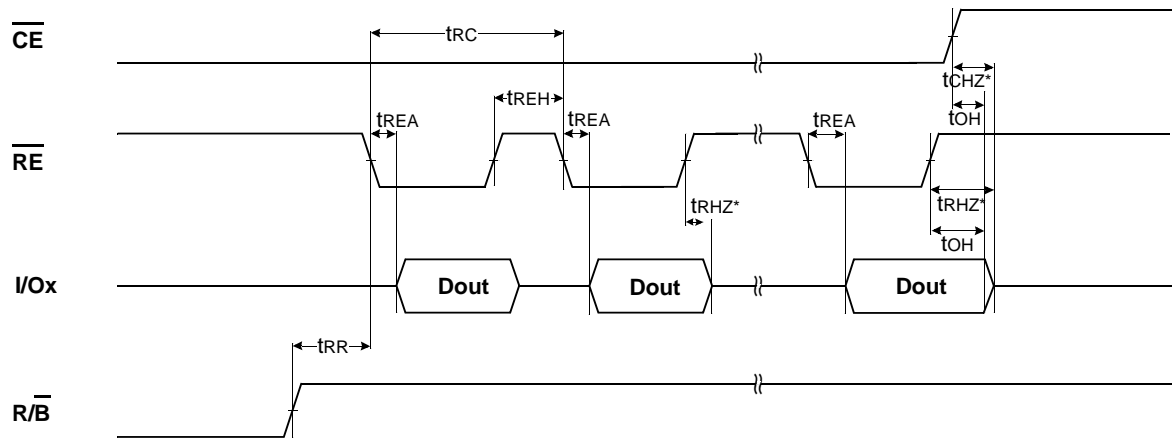 CE
tRC
tCHZ*
tREH
tOH
tREA
tREA
tREA
RE
tRHZ*
tRHZ*
tOH
I/Ox
Dout
Dout
Dout
tRR
R/B